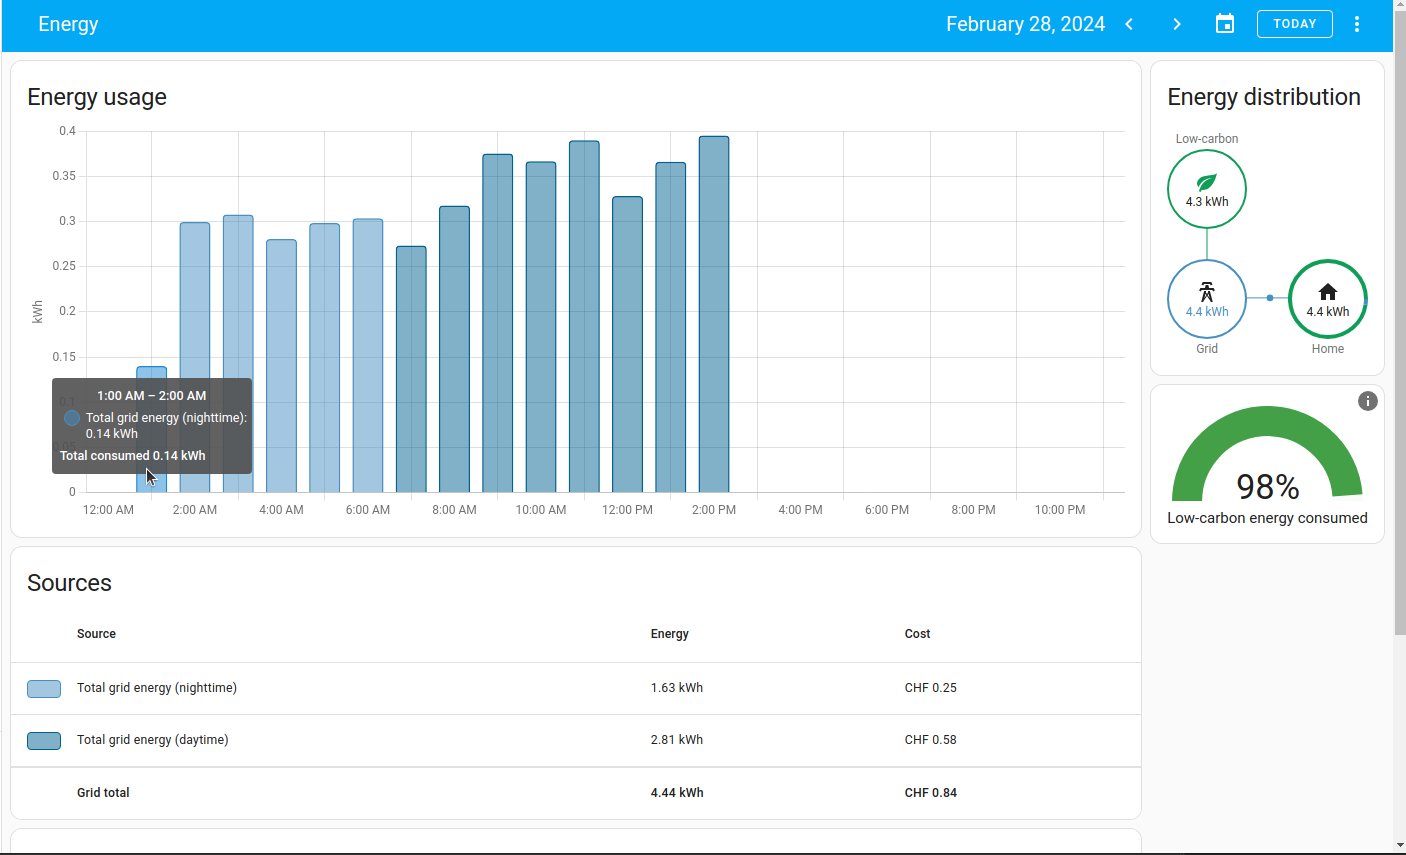 Energy
February 28, 2024
TODAY
Energy usage
kWh
0.4
0.35
0.3
0.25
0.2
0.15
0.1
0.05
0
1:00 AM – 2:00 AM
Total grid energy (nighttime):
0.14 kWh
Total consumed 0.14 kWh
12:00 AM 2:00 AM 4:00 AM 6:00 AM 8:00 AM 10:00 AM 12:00 PM 2:00 PM 4:00 PM 6:00 PM 8:00 PM 10:00 PM
Energy distribution
Low-carbon
4.3 kWh
4.4 kWh 4.4 kWh
Grid Home
98%
Low-carbon energy consumed
Sources
Source Energy Cost
Total grid energy (nighttime) 1.63 kWh CHF 0.25
Total grid energy (daytime) 2.81 kWh CHF 0.58
Grid total 4.44 kWh CHF 0.84